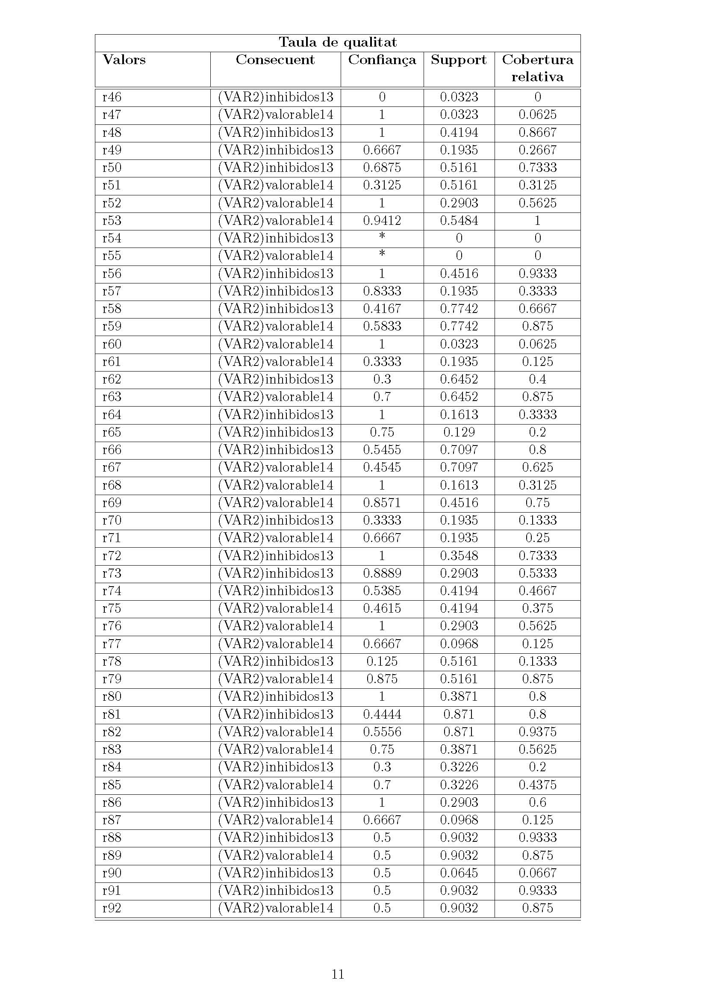 Taula de qualitat
Valors Consecuent Confiança Support Cobertura
relativa
r46 (VAR2)inhibidos13 0 0.0323 0
r47 (VAR2)valorable14 1 0.0323 0.0625
r48 (VAR2)inhibidos13 1 0.4194 0.8667
r49 (VAR2)inhibidos13 0.6667 0.1935 0.2667
r50 (VAR2)inhibidos13 0.6875 0.5161 0.7333
r51 (VAR2)valorable14 0.3125 0.5161 0.3125
r52 (VAR2)valorable14 1 0.2903 0.5625
r53 (VAR2)valorable14 0.9412 0.5484 1
r54 (VAR2)inhibidos13 * 0 0
r55 (VAR2)valorable14 * 0 0
r56 (VAR2)inhibidos13 1 0.4516 0.9333
r57 (VAR2)inhibidos13 0.8333 0.1935 0.3333
r58 (VAR2)inhibidos13 0.4167 0.7742 0.6667
r59 (VAR2)valorable14 0.5833 0.7742 0.875
r60 (VAR2)valorable14 1 0.0323 0.0625
r61 (VAR2)valorable14 0.3333 0.1935 0.125
r62 (VAR2)inhibidos13 0.3 0.6452 0.4
r63 (VAR2)valorable14 0.7 0.6452 0.875
r64 (VAR2)inhibidos13 1 0.1613 0.3333
r65 (VAR2)inhibidos13 0.75 0.129 0.2
r66 (VAR2)inhibidos13 0.5455 0.7097 0.8
r67 (VAR2)valorable14 0.4545 0.7097 0.625
r68 (VAR2)valorable14 1 0.1613 0.3125
r69 (VAR2)valorable14 0.8571 0.4516 0.75
r70 (VAR2)inhibidos13 0.3333 0.1935 0.1333
r71 (VAR2)valorable14 0.6667 0.1935 0.25
r72 (VAR2)inhibidos13 1 0.3548 0.7333
r73 (VAR2)inhibidos13 0.8889 0.2903 0.5333
r74 (VAR2)inhibidos13 0.5385 0.4194 0.4667
r75 (VAR2)valorable14 0.4615 0.4194 0.375
r76 (VAR2)valorable14 1 0.2903 0.5625
r77 (VAR2)valorable14 0.6667 0.0968 0.125
r78 (VAR2)inhibidos13 0.125 0.5161 0.1333
r79 (VAR2)valorable14 0.875 0.5161 0.875
r80 (VAR2)inhibidos13 1 0.3871 0.8
r81 (VAR2)inhibidos13 0.4444 0.871 0.8
r82 (VAR2)valorable14 0.5556 0.871 0.9375
r83 (VAR2)valorable14 0.75 0.3871 0.5625
r84 (VAR2)inhibidos13 0.3 0.3226 0.2
r85 (VAR2)valorable14 0.7 0.3226 0.4375
r86 (VAR2)inhibidos13 1 0.2903 0.6
r87 (VAR2)valorable14 0.6667 0.0968 0.125
r88 (VAR2)inhibidos13 0.5 0.9032 0.9333
r89 (VAR2)valorable14 0.5 0.9032 0.875
r90 (VAR2)inhibidos13 0.5 0.0645 0.0667
r91 (VAR2)inhibidos13 0.5 0.9032 0.9333
r92 (VAR2)valorable14 0.5 0.9032 0.875
11